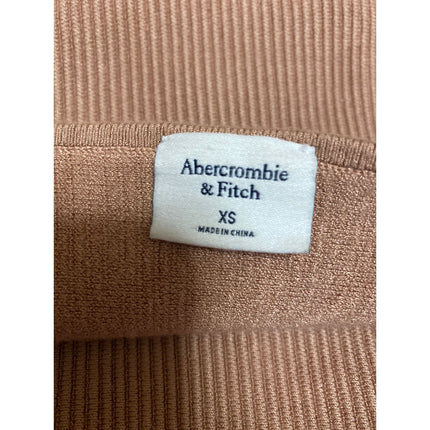 Abercrombie
& Fitch
XS
MADE IN CHINA